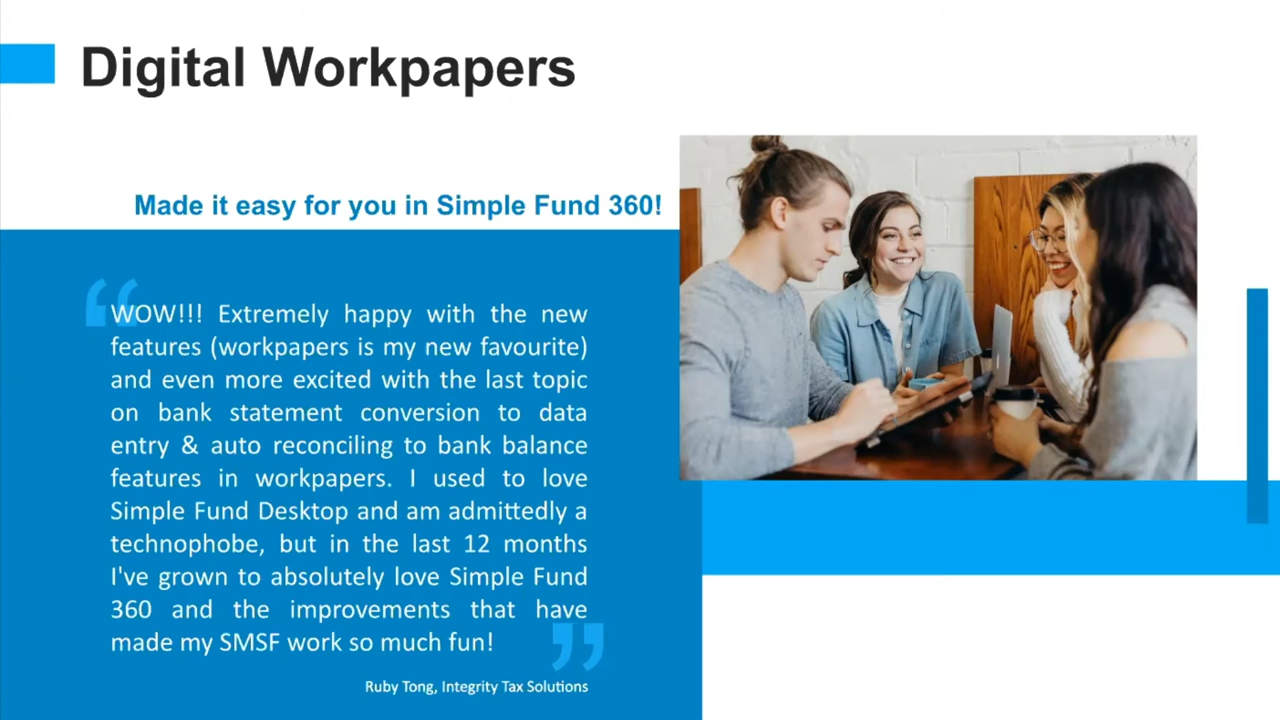 Digital Workpapers
Made it easy for you in Simple Fund 360!
“WOW!!! Extremely happy with the new
features (workpapers is my new favourite)
and even more excited with the last topic
on bank statement conversion to data
entry & auto reconciling to bank balance
features in workpapers. I used to love
Simple Fund Desktop and am admittedly a
technophobe, but in the last 12 months
I've grown to absolutely love Simple Fund
360 and the improvements that have
made my SMSF work so much fun!”
Ruby Tong, Integrity Tax Solutions